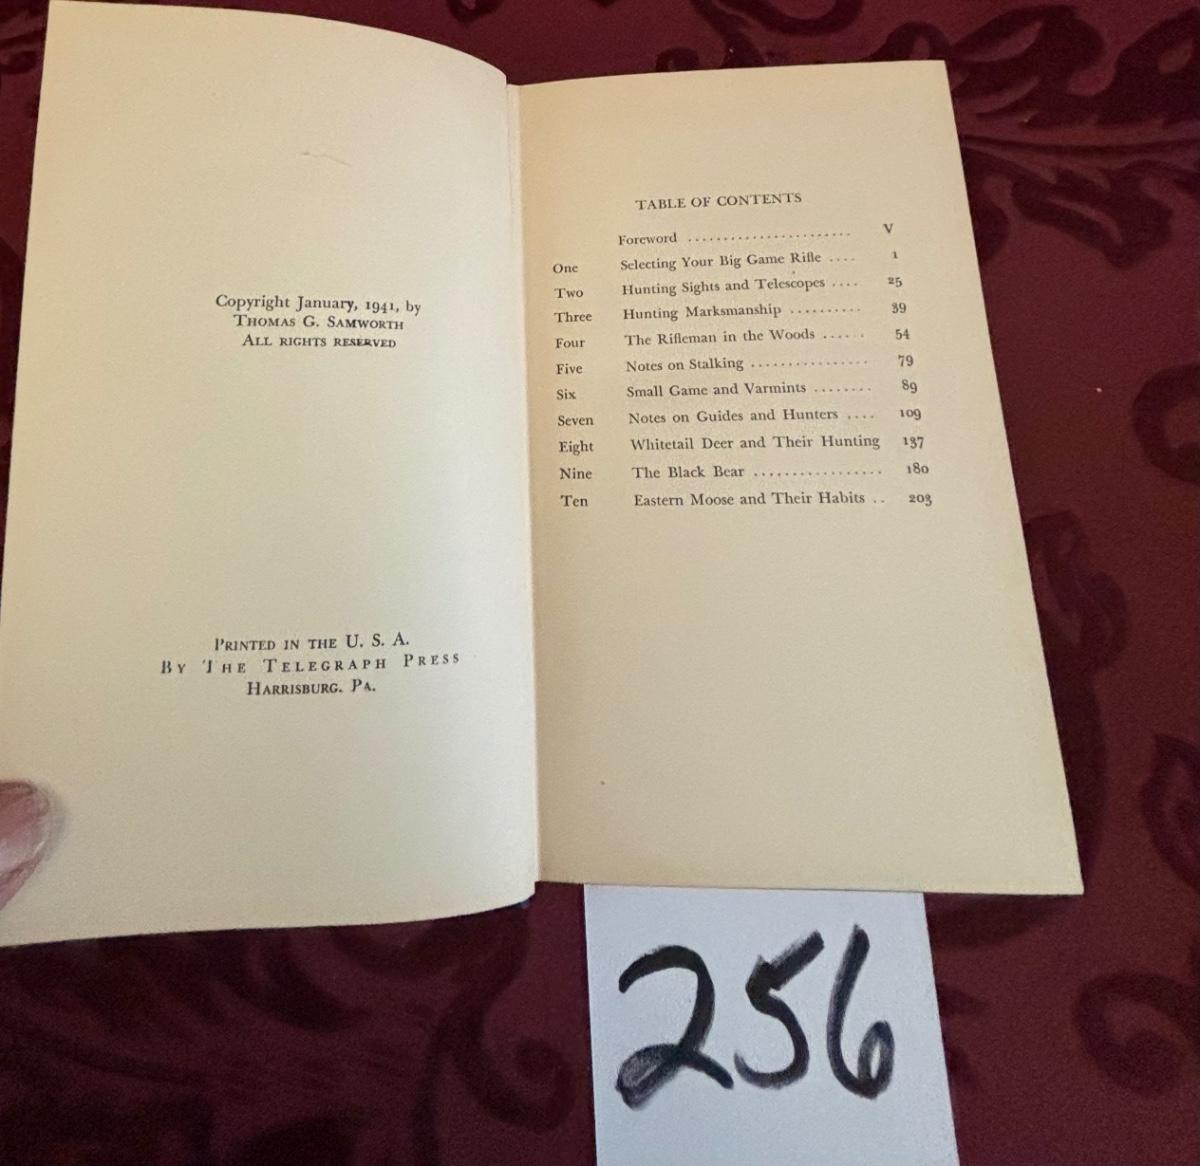 Copyright January, 1941, by
THOMAS G. SAMWORTH
ALL RIGHTS RESERVED
PRINTED IN THE U. S. A.
BY THE TELEGRAPH PRESS
HARRISBURG, PA.
TABLE OF CONTENTS
Foreword ....................... V
One Selecting Your Big Game Rifle .... 1
Two Hunting Sights and Telescopes .... 25
Three Hunting Marksmanship .......... 39
Four The Rifleman in the Woods ...... 54
Five Notes on Stalking ................ 79
Six Small Game and Varmints ........ 89
Seven Notes on Guides and Hunters .... 109
Eight Whitetail Deer and Their Hunting 137
Nine The Black Bear ................. 180
Ten Eastern Moose and Their Habits .. 203
256